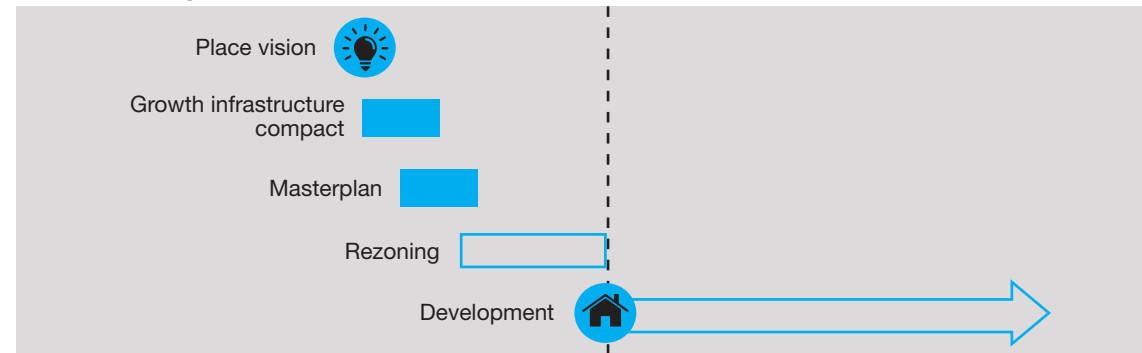 Place vision
Growth infrastructure
compact
Masterplan
Rezoning
Development